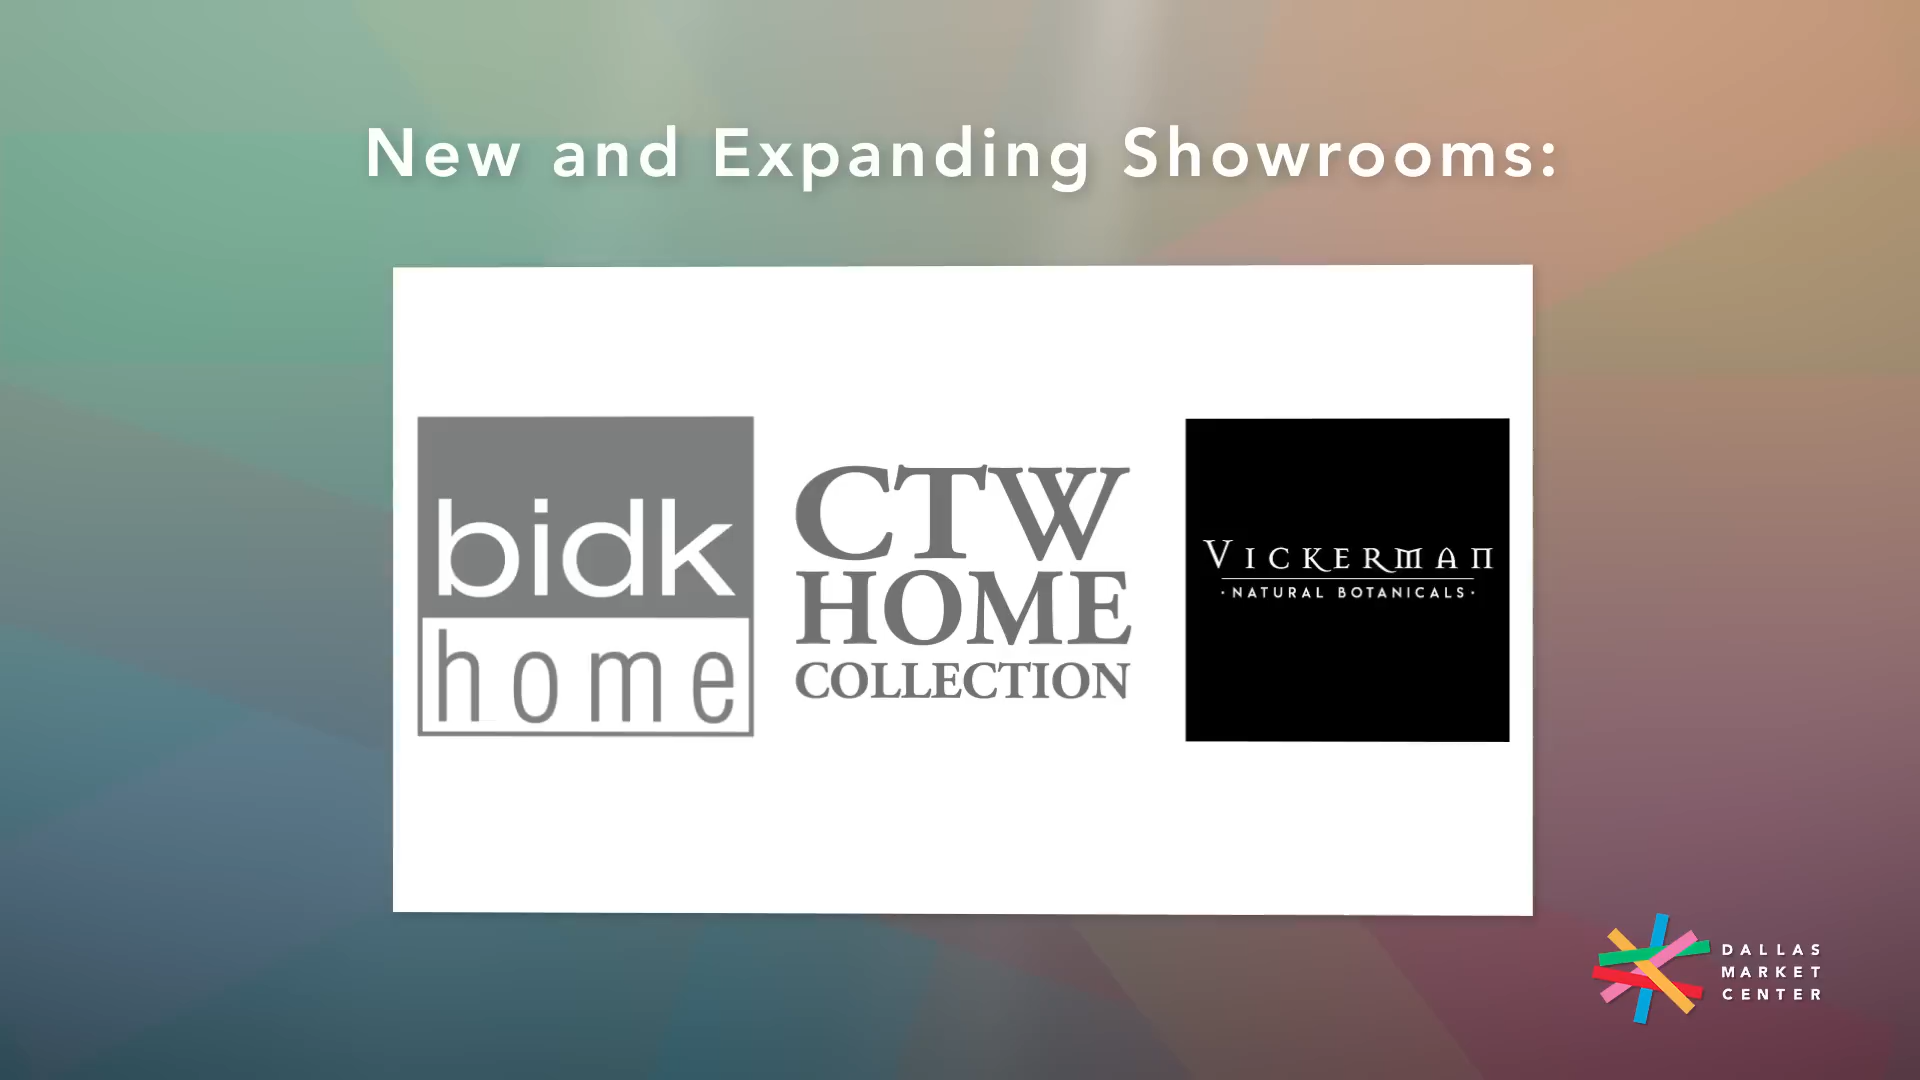 New and Expanding Showrooms:
bidk
home
CTW
HOME
COLLECTION
VICKERMAN
· NATURAL BOTANICALS ·
DALLAS
MARKET
CENTER